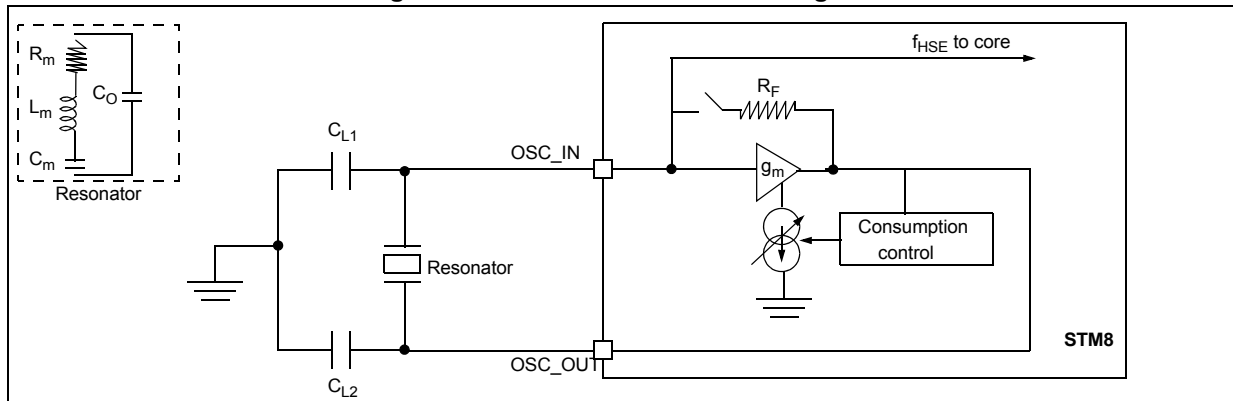 f_HSE to core
R_m
L_m
C_m
C_O
Resonator
C_L1
C_L2
Resonator
OSC_IN
OSC_OUT
R_F
g_m
Consumption
control
STM8